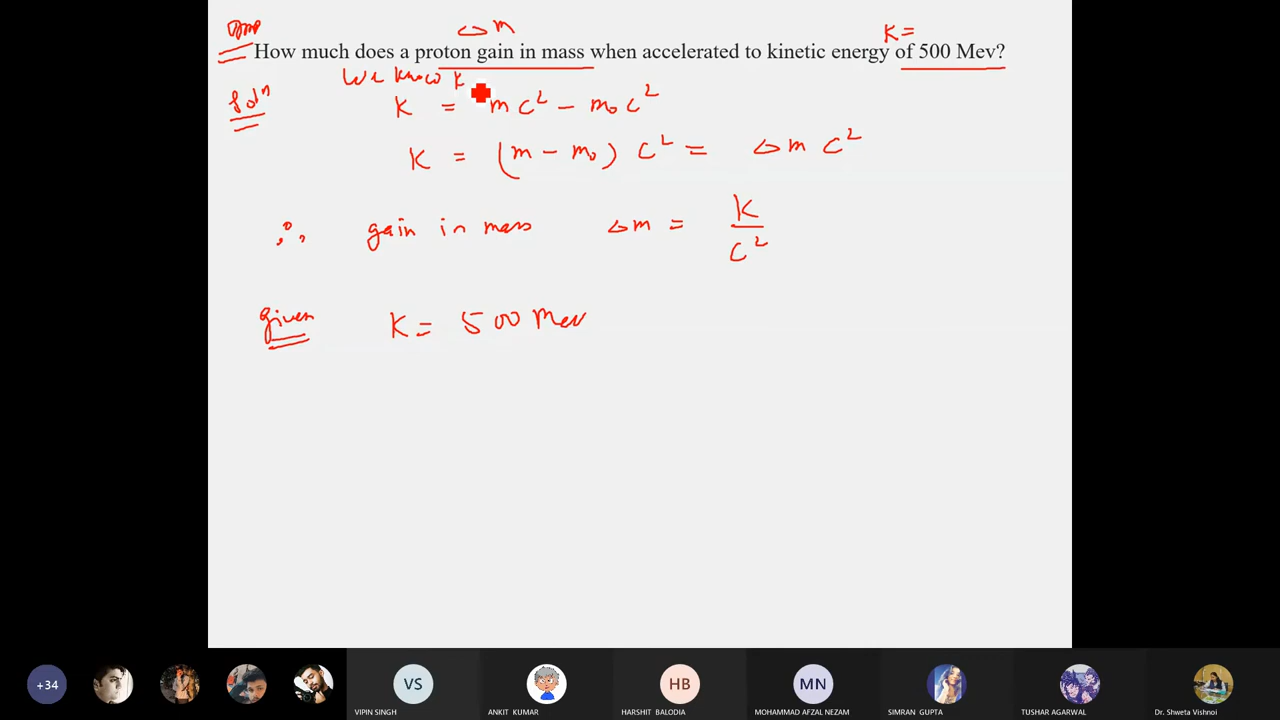 Δm
K =
How much does a proton gain in mass when accelerated to kinetic energy of 500 Mev?
We know K
Soln
K = mc² − m₀c²
K = (m − m₀) c² = Δm c²
∴ gain in mass Δm = K / c²
given K = 500 Mev
+34
VS
HB
MN
VIPIN SINGH
ANKIT KUMAR
HARSHIT BALODIA
MOHAMMAD AFZAL NEZAM
SIMRAN GUPTA
TUSHAR AGARWAL
Dr. Shweta Vishnoi